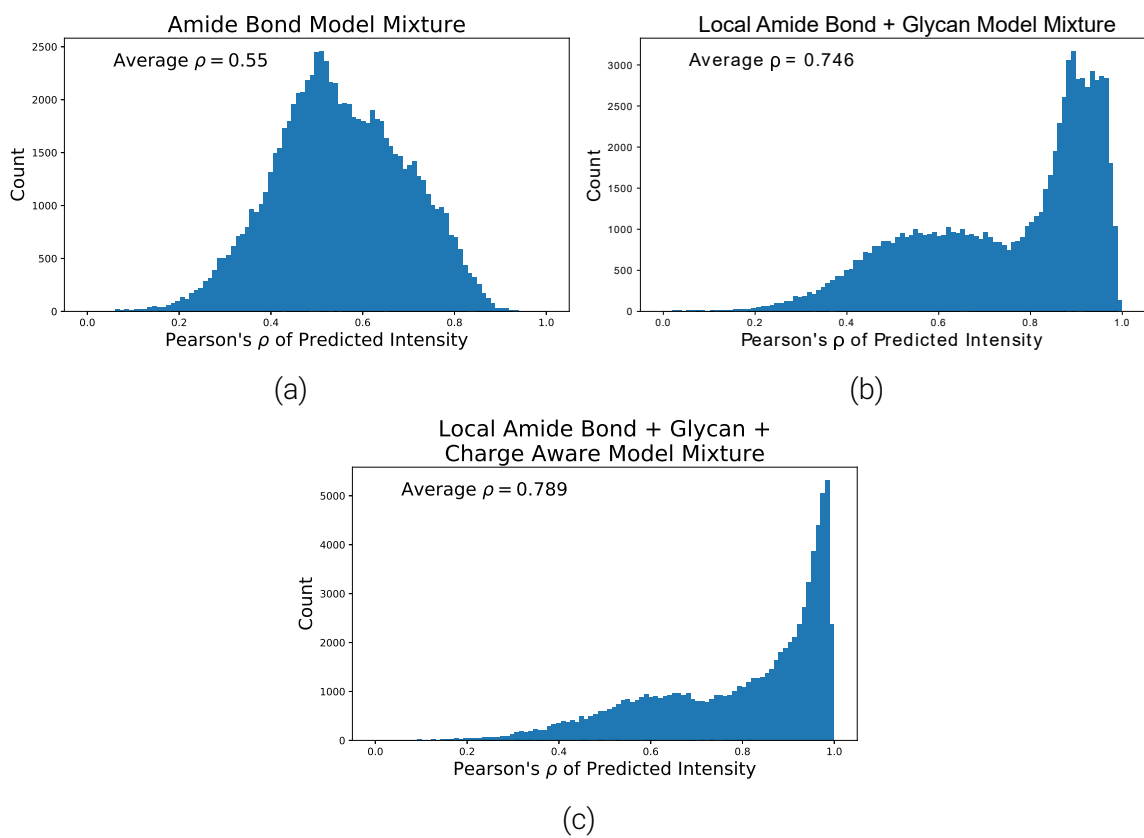 Amide Bond Model Mixture
Average ρ = 0.55
2500
2000
1500
1000
500
0
Count
0.0 0.2 0.4 0.6 0.8 1.0
Pearson's ρ of Predicted Intensity
(a)
Local Amide Bond + Glycan Model Mixture
Average ρ = 0.746
3000
2500
2000
1500
1000
500
0
Count
0.0 0.2 0.4 0.6 0.8 1.0
Pearson's ρ of Predicted Intensity
(b)
Local Amide Bond + Glycan +
Charge Aware Model Mixture
Average ρ = 0.789
5000
4000
3000
2000
1000
0
Count
0.0 0.2 0.4 0.6 0.8 1.0
Pearson's ρ of Predicted Intensity
(c)